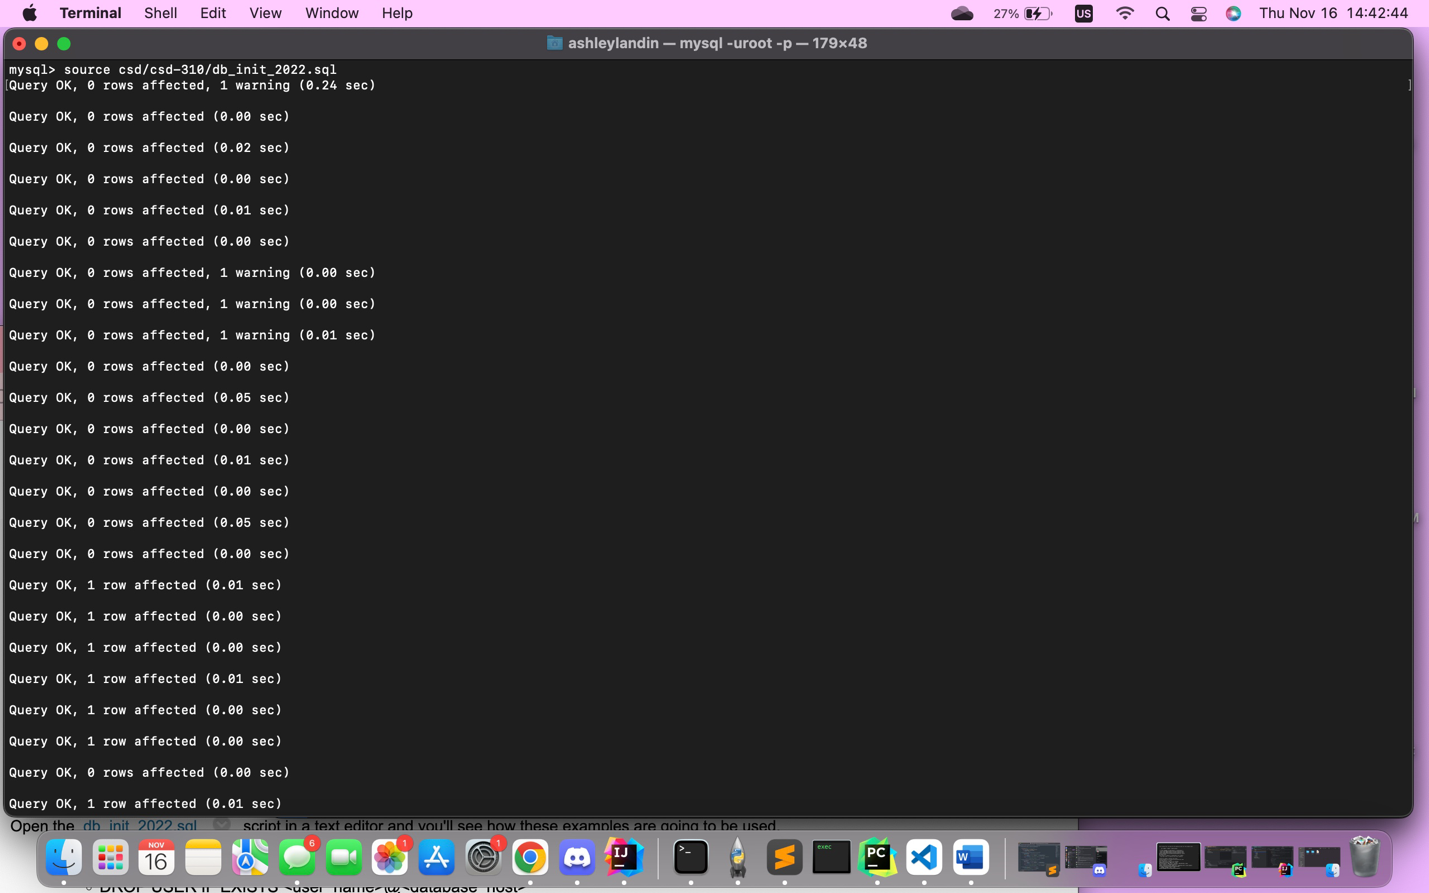 Terminal Shell Edit View Window Help 27% US Thu Nov 16 14:42:44
ashleylandin — mysql -uroot -p — 179×48
mysql> source csd/csd-310/db_init_2022.sql
[Query OK, 0 rows affected, 1 warning (0.24 sec) ]
Query OK, 0 rows affected (0.00 sec)
Query OK, 0 rows affected (0.02 sec)
Query OK, 0 rows affected (0.00 sec)
Query OK, 0 rows affected (0.01 sec)
Query OK, 0 rows affected (0.00 sec)
Query OK, 0 rows affected, 1 warning (0.00 sec)
Query OK, 0 rows affected, 1 warning (0.00 sec)
Query OK, 0 rows affected, 1 warning (0.01 sec)
Query OK, 0 rows affected (0.00 sec)
Query OK, 0 rows affected (0.05 sec)
Query OK, 0 rows affected (0.00 sec)
Query OK, 0 rows affected (0.01 sec)
Query OK, 0 rows affected (0.00 sec)
Query OK, 0 rows affected (0.05 sec)
Query OK, 0 rows affected (0.00 sec)
Query OK, 1 row affected (0.01 sec)
Query OK, 1 row affected (0.00 sec)
Query OK, 1 row affected (0.00 sec)
Query OK, 1 row affected (0.01 sec)
Query OK, 1 row affected (0.00 sec)
Query OK, 1 row affected (0.00 sec)
Query OK, 0 rows affected (0.00 sec)
Query OK, 1 row affected (0.01 sec)
Open the db_init_2022.sql script in a text editor and you'll see how these examples are going to be used.
NOV 6 1 1 exec
16 IJ >_ PC W
DROP USER IF EXISTS <user_name>@<database_host>